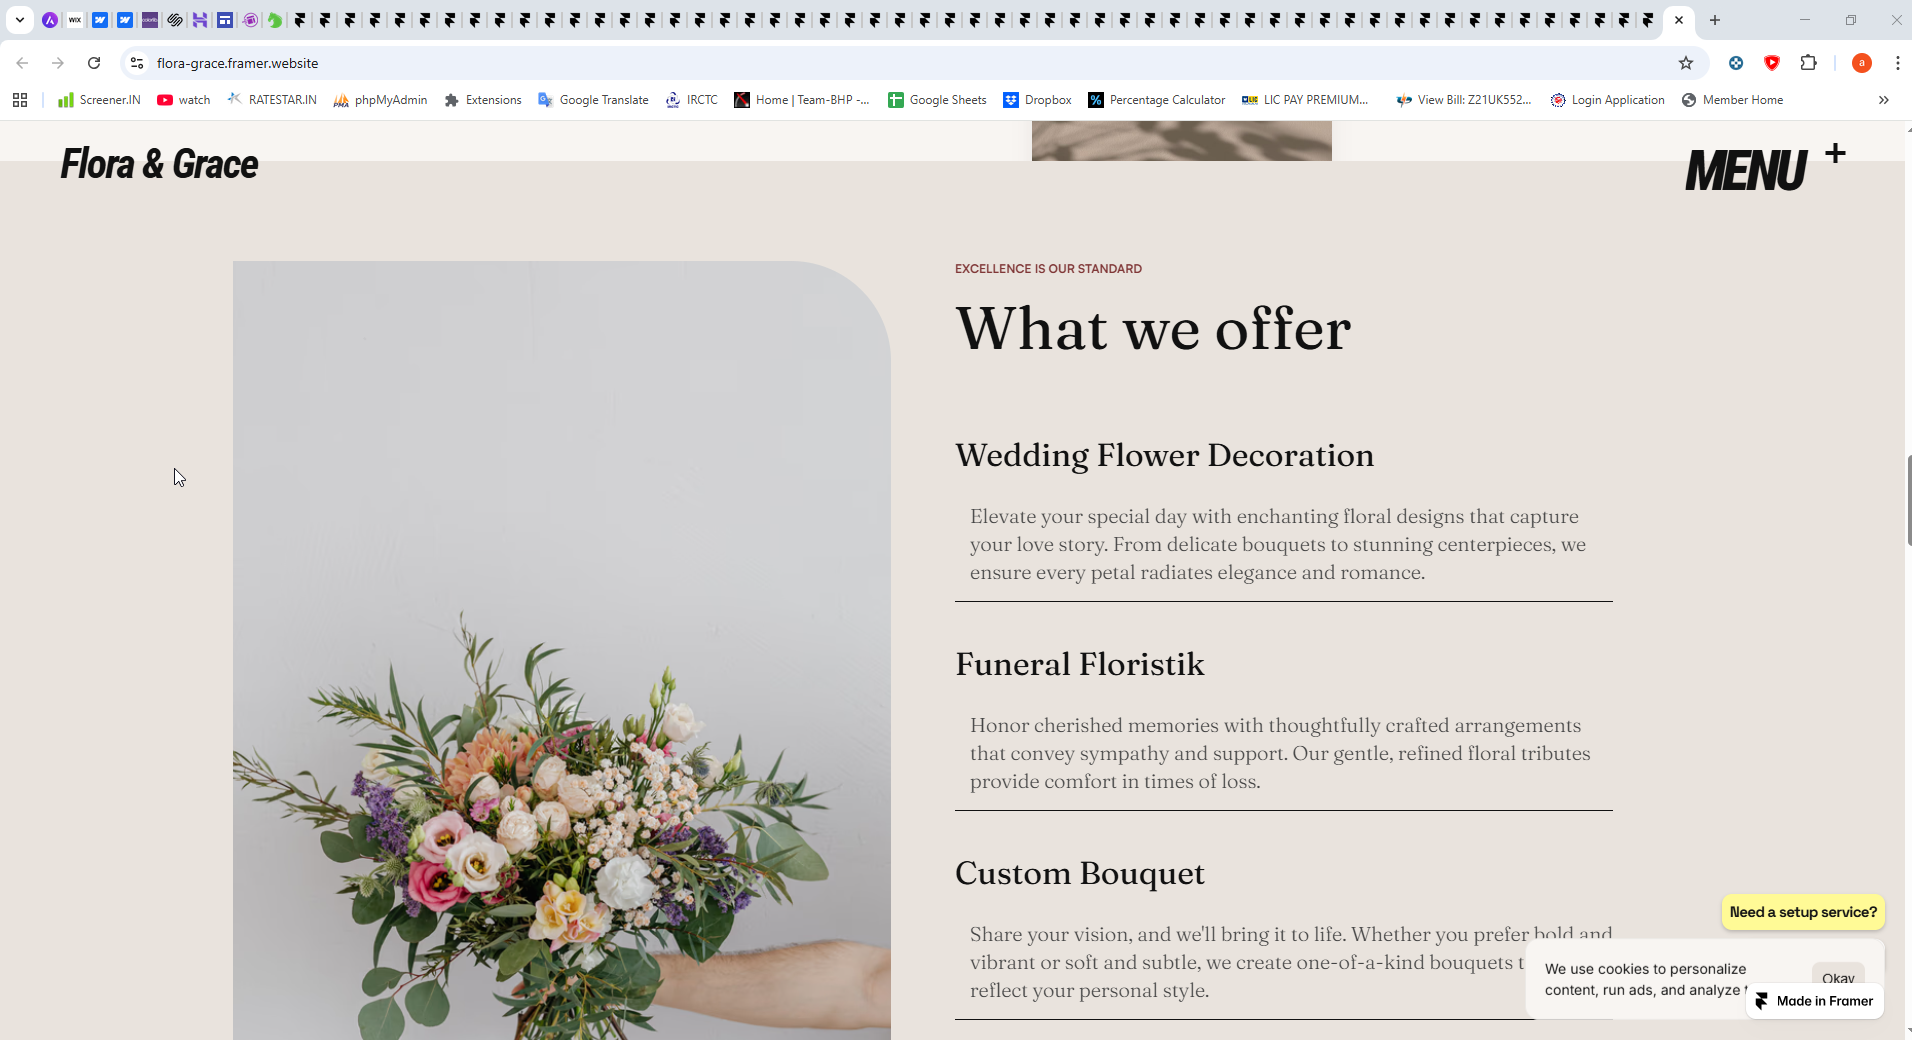 WIX
flora-grace.framer.website
a
Screener.IN
watch
RATESTAR.IN
phpMyAdmin
Extensions
Google Translate
IRCTC
Home | Team-BHP -...
Google Sheets
Dropbox
Percentage Calculator
LIC PAY PREMIUM...
View Bill: Z21UK552...
Login Application
Member Home
Flora & Grace
MENU +
EXCELLENCE IS OUR STANDARD
What we offer
Wedding Flower Decoration
Elevate your special day with enchanting floral designs that capture
your love story. From delicate bouquets to stunning centerpieces, we
ensure every petal radiates elegance and romance.
Funeral Floristik
Honor cherished memories with thoughtfully crafted arrangements
that convey sympathy and support. Our gentle, refined floral tributes
provide comfort in times of loss.
Custom Bouquet
Share your vision, and we'll bring it to life. Whether you prefer bold and
vibrant or soft and subtle, we create one-of-a-kind bouquets t
reflect your personal style.
Need a setup service?
We use cookies to personalize
content, run ads, and analyze
Okay
Made in Framer